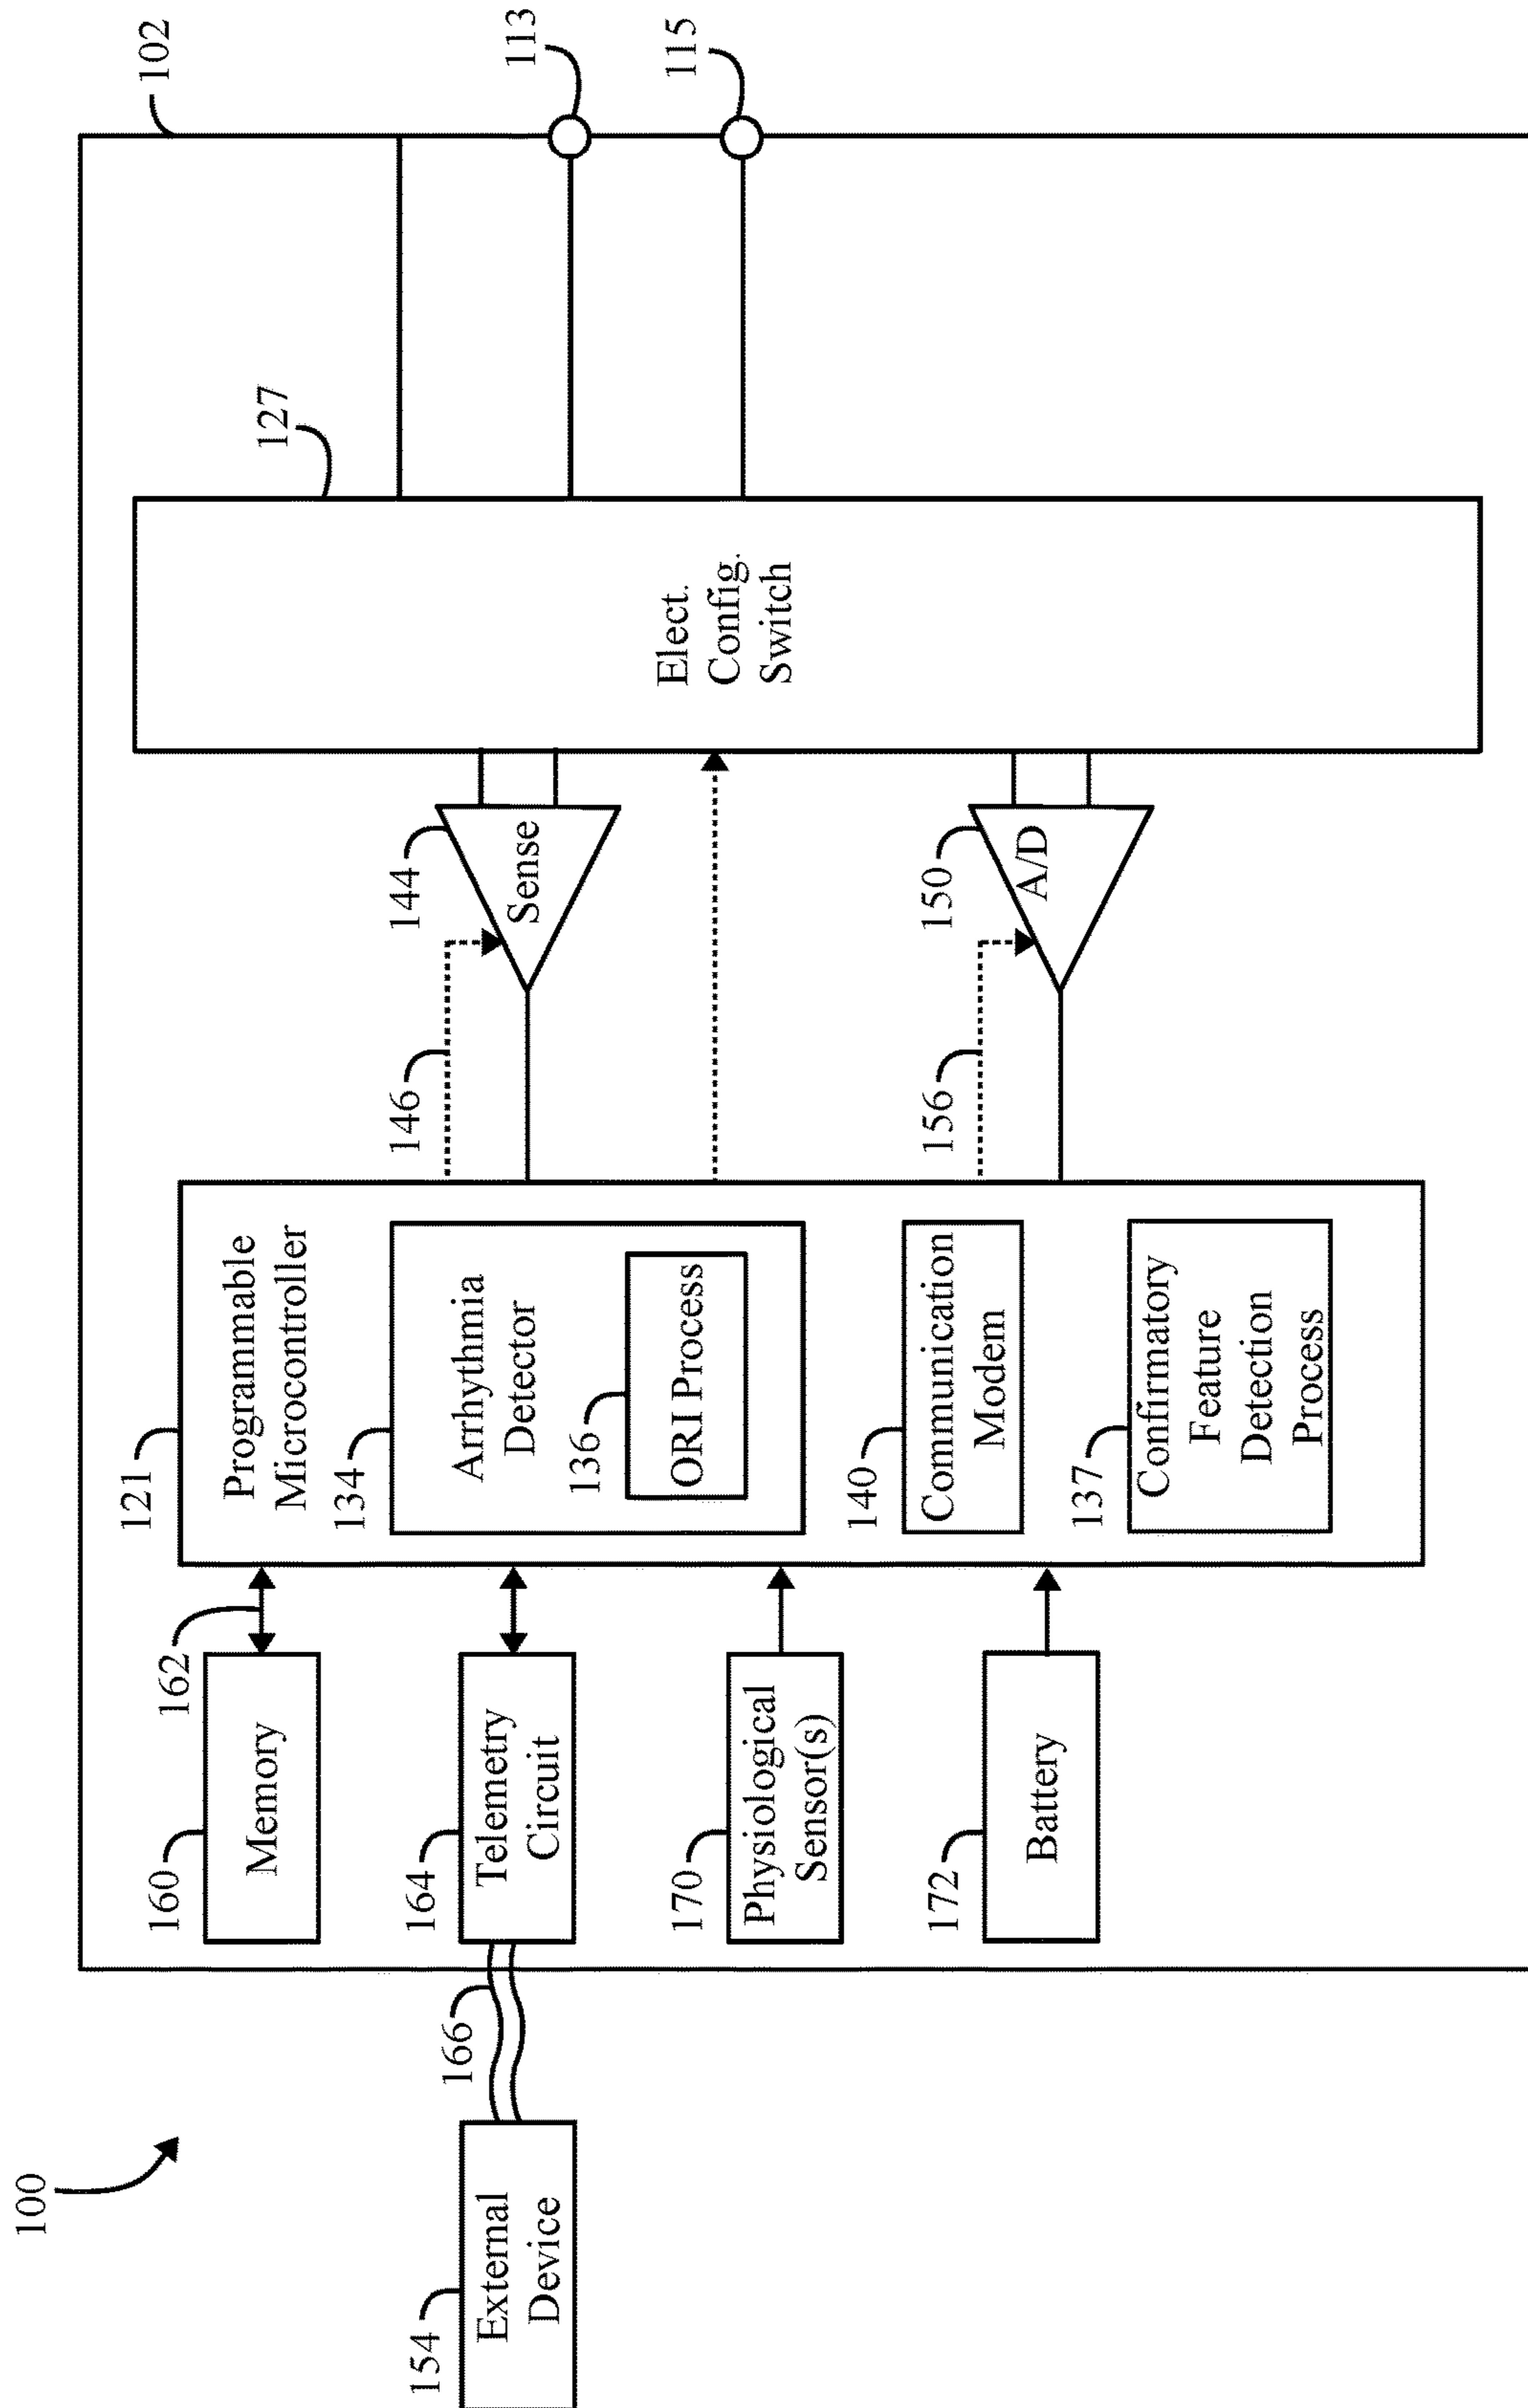 100
102
154
External
Device
166
160
Memory
162
164
Telemetry
Circuit
170
Physiological
Sensor(s)
172
Battery
121
Programmable
Microcontroller
134
Arrhythmia
Detector
136
ORI Process
140
Communication
Modem
137
Confirmatory
Feature
Detection
Process
146
144
Sense
156
150
A/D
127
Elect.
Config.
Switch
113
115